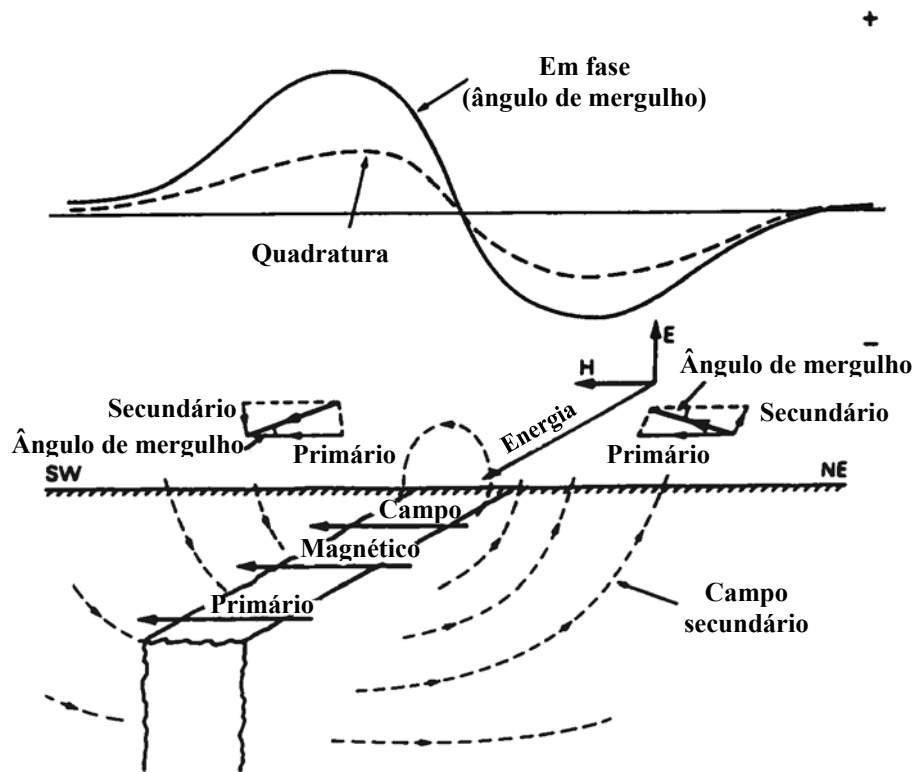 +
Em fase
(ângulo de mergulho)
Quadratura
E
–
H
Ângulo de mergulho
Secundário
Ângulo de mergulho
Primário
Energia
Secundário
Primário
SW
NE
Campo
Magnético
Primário
Campo
secundário